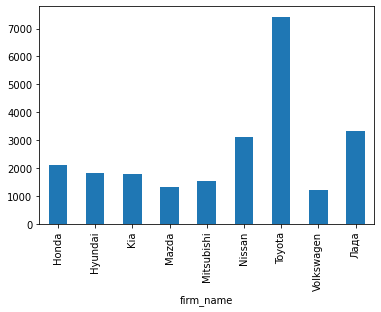 7000
6000
5000
4000
3000
2000
1000
0
Honda
Hyundai
Kia
Mazda
Mitsubishi
Nissan
Toyota
Volkswagen
Лада
firm_name